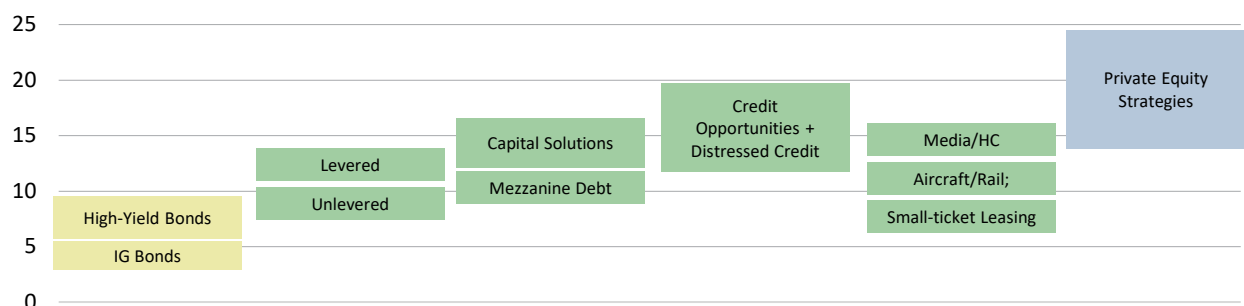 25
20
15
10
5
0
High-Yield Bonds
IG Bonds
Levered
Unlevered
Capital Solutions
Mezzanine Debt
Credit
Opportunities +
Distressed Credit
Media/HC
Aircraft/Rail;
Small-ticket Leasing
Private Equity
Strategies